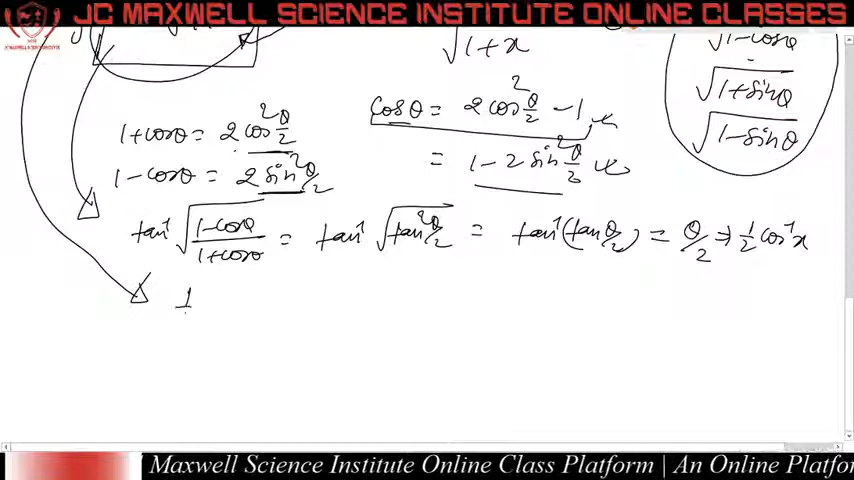 JC MAXWELL SCIENCE INSTITUTE ONLINE CLASSES
√1+x
√1-cosθ
√1+sinθ
√1-sinθ
cosθ = 2cos²θ/2 -1
= 1-2sin²θ/2
1+cosθ = 2cos²θ/2
1-cosθ = 2sin²θ/2
tan⁻¹ √(1-cosθ/1+cosθ) = tan⁻¹ √tan²θ/2 = tan⁻¹(tanθ/2) = θ/2 ⇒ 1/2 cos⁻¹x
1
Maxwell Science Institute Online Class Platform | An Online Platfor